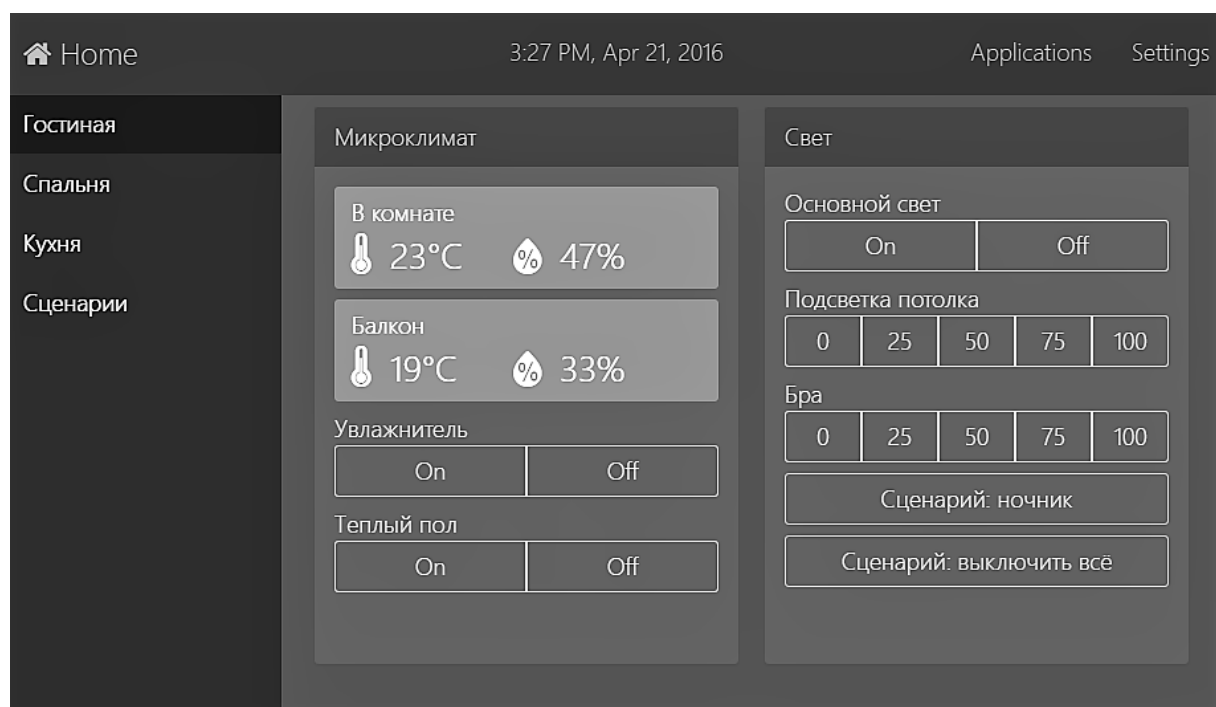 Home
3:27 PM, Apr 21, 2016
Applications Settings
Гостиная
Спальня
Кухня
Сценарии
Микроклимат
В комнате
23°C % 47%
Балкон
19°C % 33%
Увлажнитель
On Off
Теплый пол
On Off
Свет
Основной свет
On Off
Подсветка потолка
0 25 50 75 100
Бра
0 25 50 75 100
Сценарий: ночник
Сценарий: выключить всё